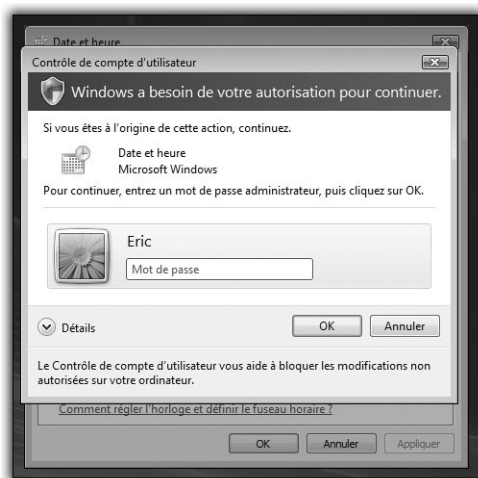 Date et heure
Contrôle de compte d'utilisateur
Windows a besoin de votre autorisation pour continuer.
Si vous êtes à l'origine de cette action, continuez.
Date et heure
Microsoft Windows
Pour continuer, entrez un mot de passe administrateur, puis cliquez sur OK.
Eric
Mot de passe
Détails
OK Annuler
Le Contrôle de compte d'utilisateur vous aide à bloquer les modifications non
autorisées sur votre ordinateur.
Comment régler l'horloge et définir le fuseau horaire ?
OK Annuler Appliquer